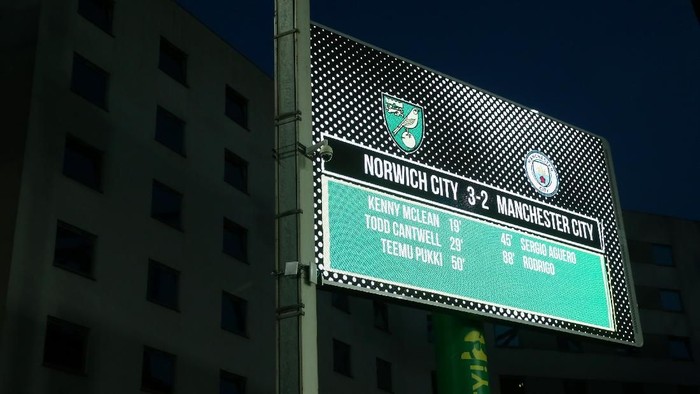 NORWICH CITY 3-2 MANCHESTER CITY
KENNY MCLEAN 19'
TODD CANTWELL 29'
TEEMU PUKKI 50'
45' SERGIO AGUERO
88' RODRIGO